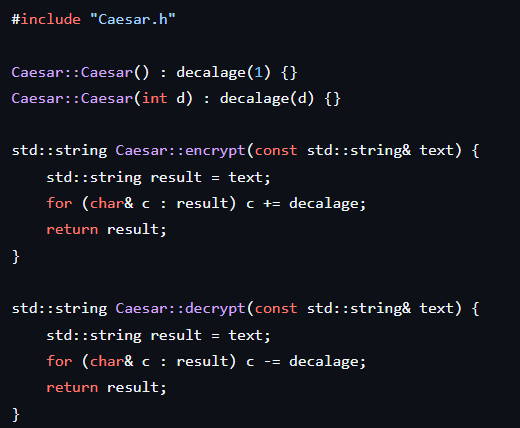 #include "Caesar.h"

Caesar::Caesar() : decalage(1) {}
Caesar::Caesar(int d) : decalage(d) {}

std::string Caesar::encrypt(const std::string& text) {
    std::string result = text;
    for (char& c : result) c += decalage;
    return result;
}

std::string Caesar::decrypt(const std::string& text) {
    std::string result = text;
    for (char& c : result) c -= decalage;
    return result;
}